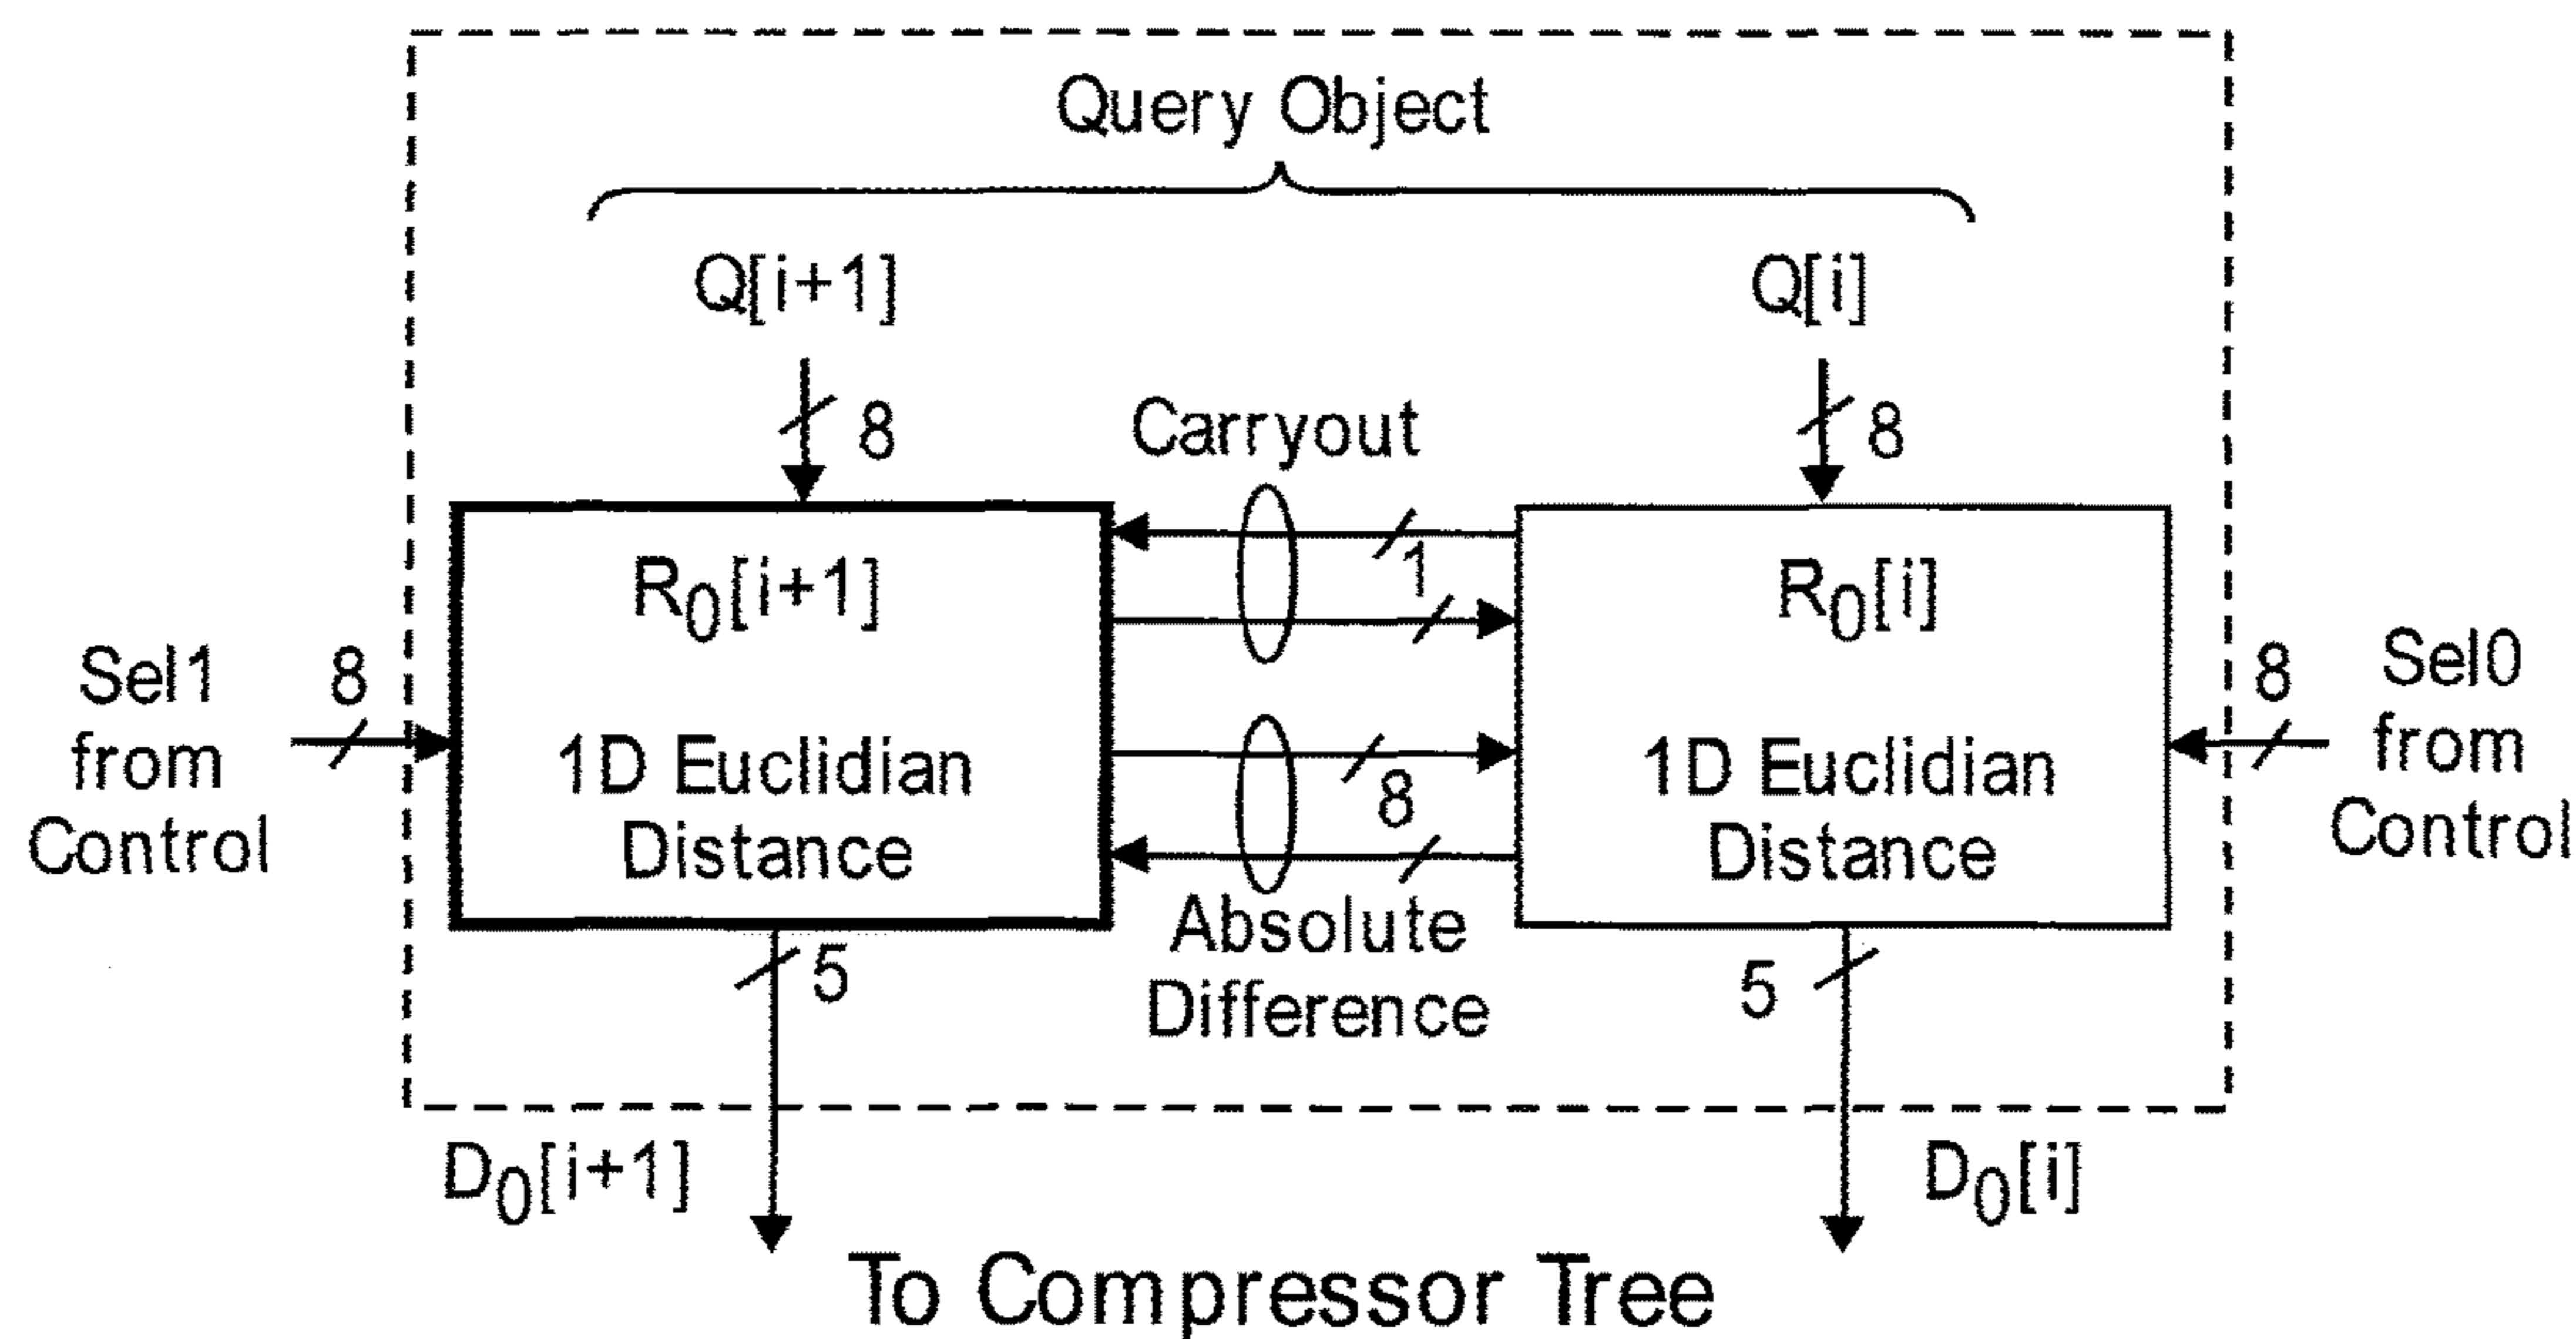 Query Object
Q[i+1]
Q[i]
8
Carryout
8
R0[i+1]
1
R0[i]
Sel1
from
Control
8
8
Sel0
from
Control
1D Euclidian
Distance
8
1D Euclidian
Distance
Absolute
Difference
5
5
D0[i+1]
D0[i]
To Compressor Tree